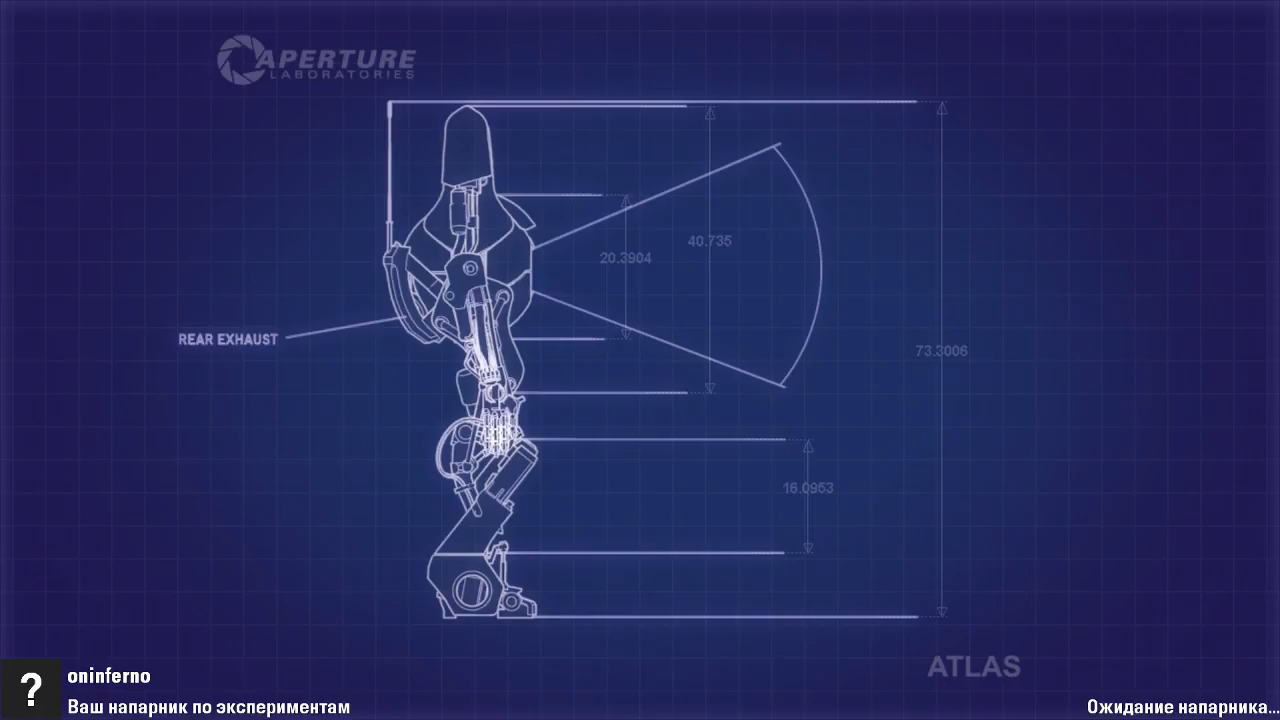 APERTURE
LABORATORIES
40.735
20.3904
REAR EXHAUST
73.3006
16.0953
ATLAS
?
oninferno
Ваш напарник по экспериментам
Ожидание напарника...